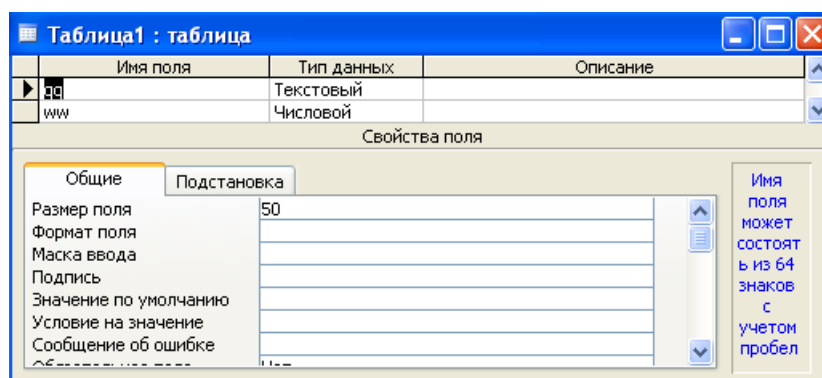 Таблица1 : таблица
Имя поля Тип данных Описание
qq Текстовый
ww Числовой
Свойства поля
Общие Подстановка
Размер поля 50
Формат поля
Маска ввода
Подпись
Значение по умолчанию
Условие на значение
Сообщение об ошибке
Имя
поля
может
состоят
ь из 64
знаков
с
учетом
пробел